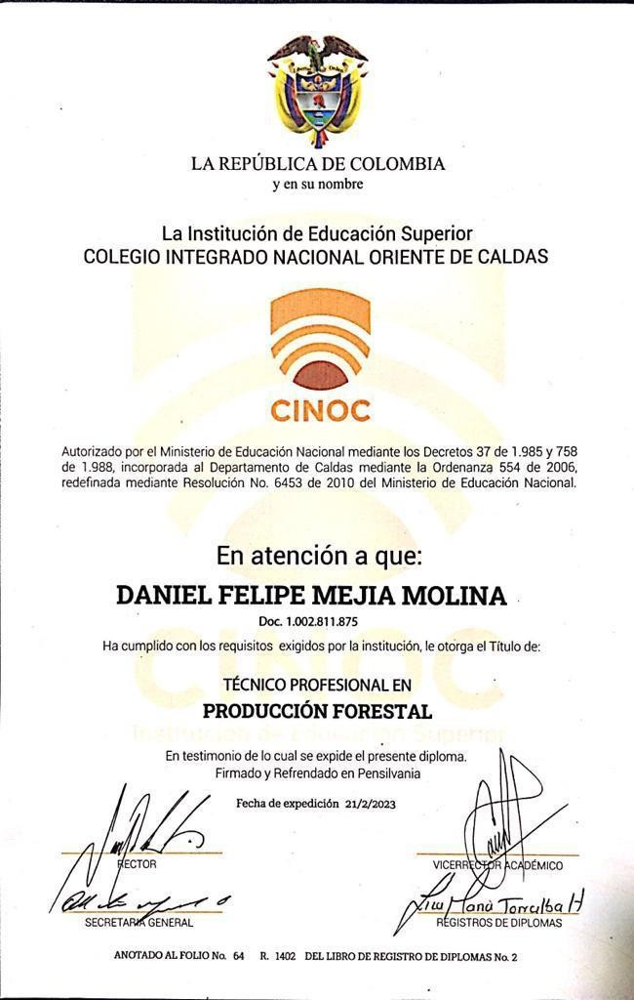 LA REPÚBLICA DE COLOMBIA
y en su nombre
La Institución de Educación Superior
COLEGIO INTEGRADO NACIONAL ORIENTE DE CALDAS
CINOC
Autorizado por el Ministerio de Educación Nacional mediante los Decretos 37 de 1.985 y 758
de 1.988, incorporada al Departamento de Caldas mediante la Ordenanza 554 de 2006,
redefinada mediante Resolución No. 6453 de 2010 del Ministerio de Educación Nacional.
En atención a que:
DANIEL FELIPE MEJIA MOLINA
Doc. 1.002.811.875
Ha cumplido con los requisitos exigidos por la institución, le otorga el Título de:
CINOC
TÉCNICO PROFESIONAL EN
PRODUCCIÓN FORESTAL
Institución de Educación Superior
En testimonio de lo cual se expide el presente diploma.
Firmado y Refrendado en Pensilvania
Fecha de expedición 21/2/2023
RECTOR
VICERRECTOR ACADÉMICO
Torralba H
SECRETARIA GENERAL
REGISTROS DE DIPLOMAS
ANOTADO AL FOLIO No. 64 R. 1402 DEL LIBRO DE REGISTRO DE DIPLOMAS No. 2